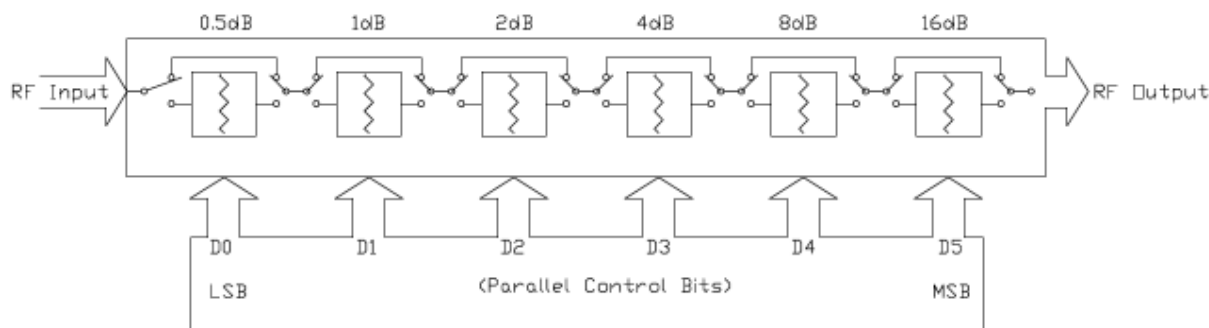 0.5dB 1dB 2dB 4dB 8dB 16dB
RF Input
RF Output
D0 D1 D2 D3 D4 D5
LSB (Parallel Control Bits) MSB